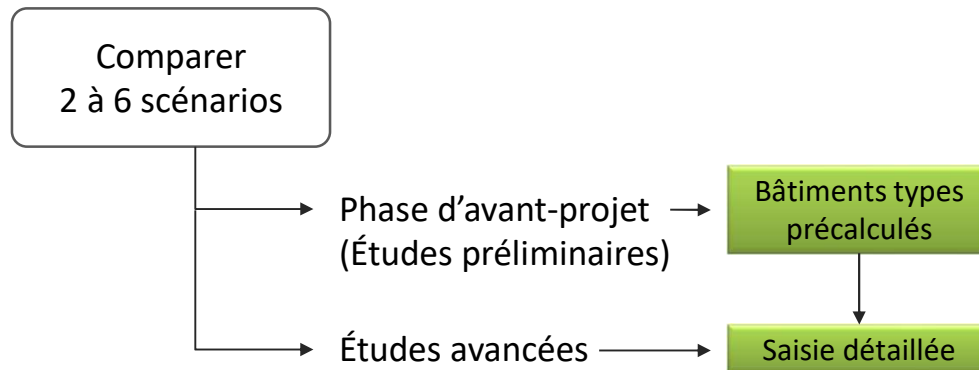 Comparer
2 à 6 scénarios
Phase d’avant-projet
(Études préliminaires)
Bâtiments types
précalculés
Études avancées
Saisie détaillée